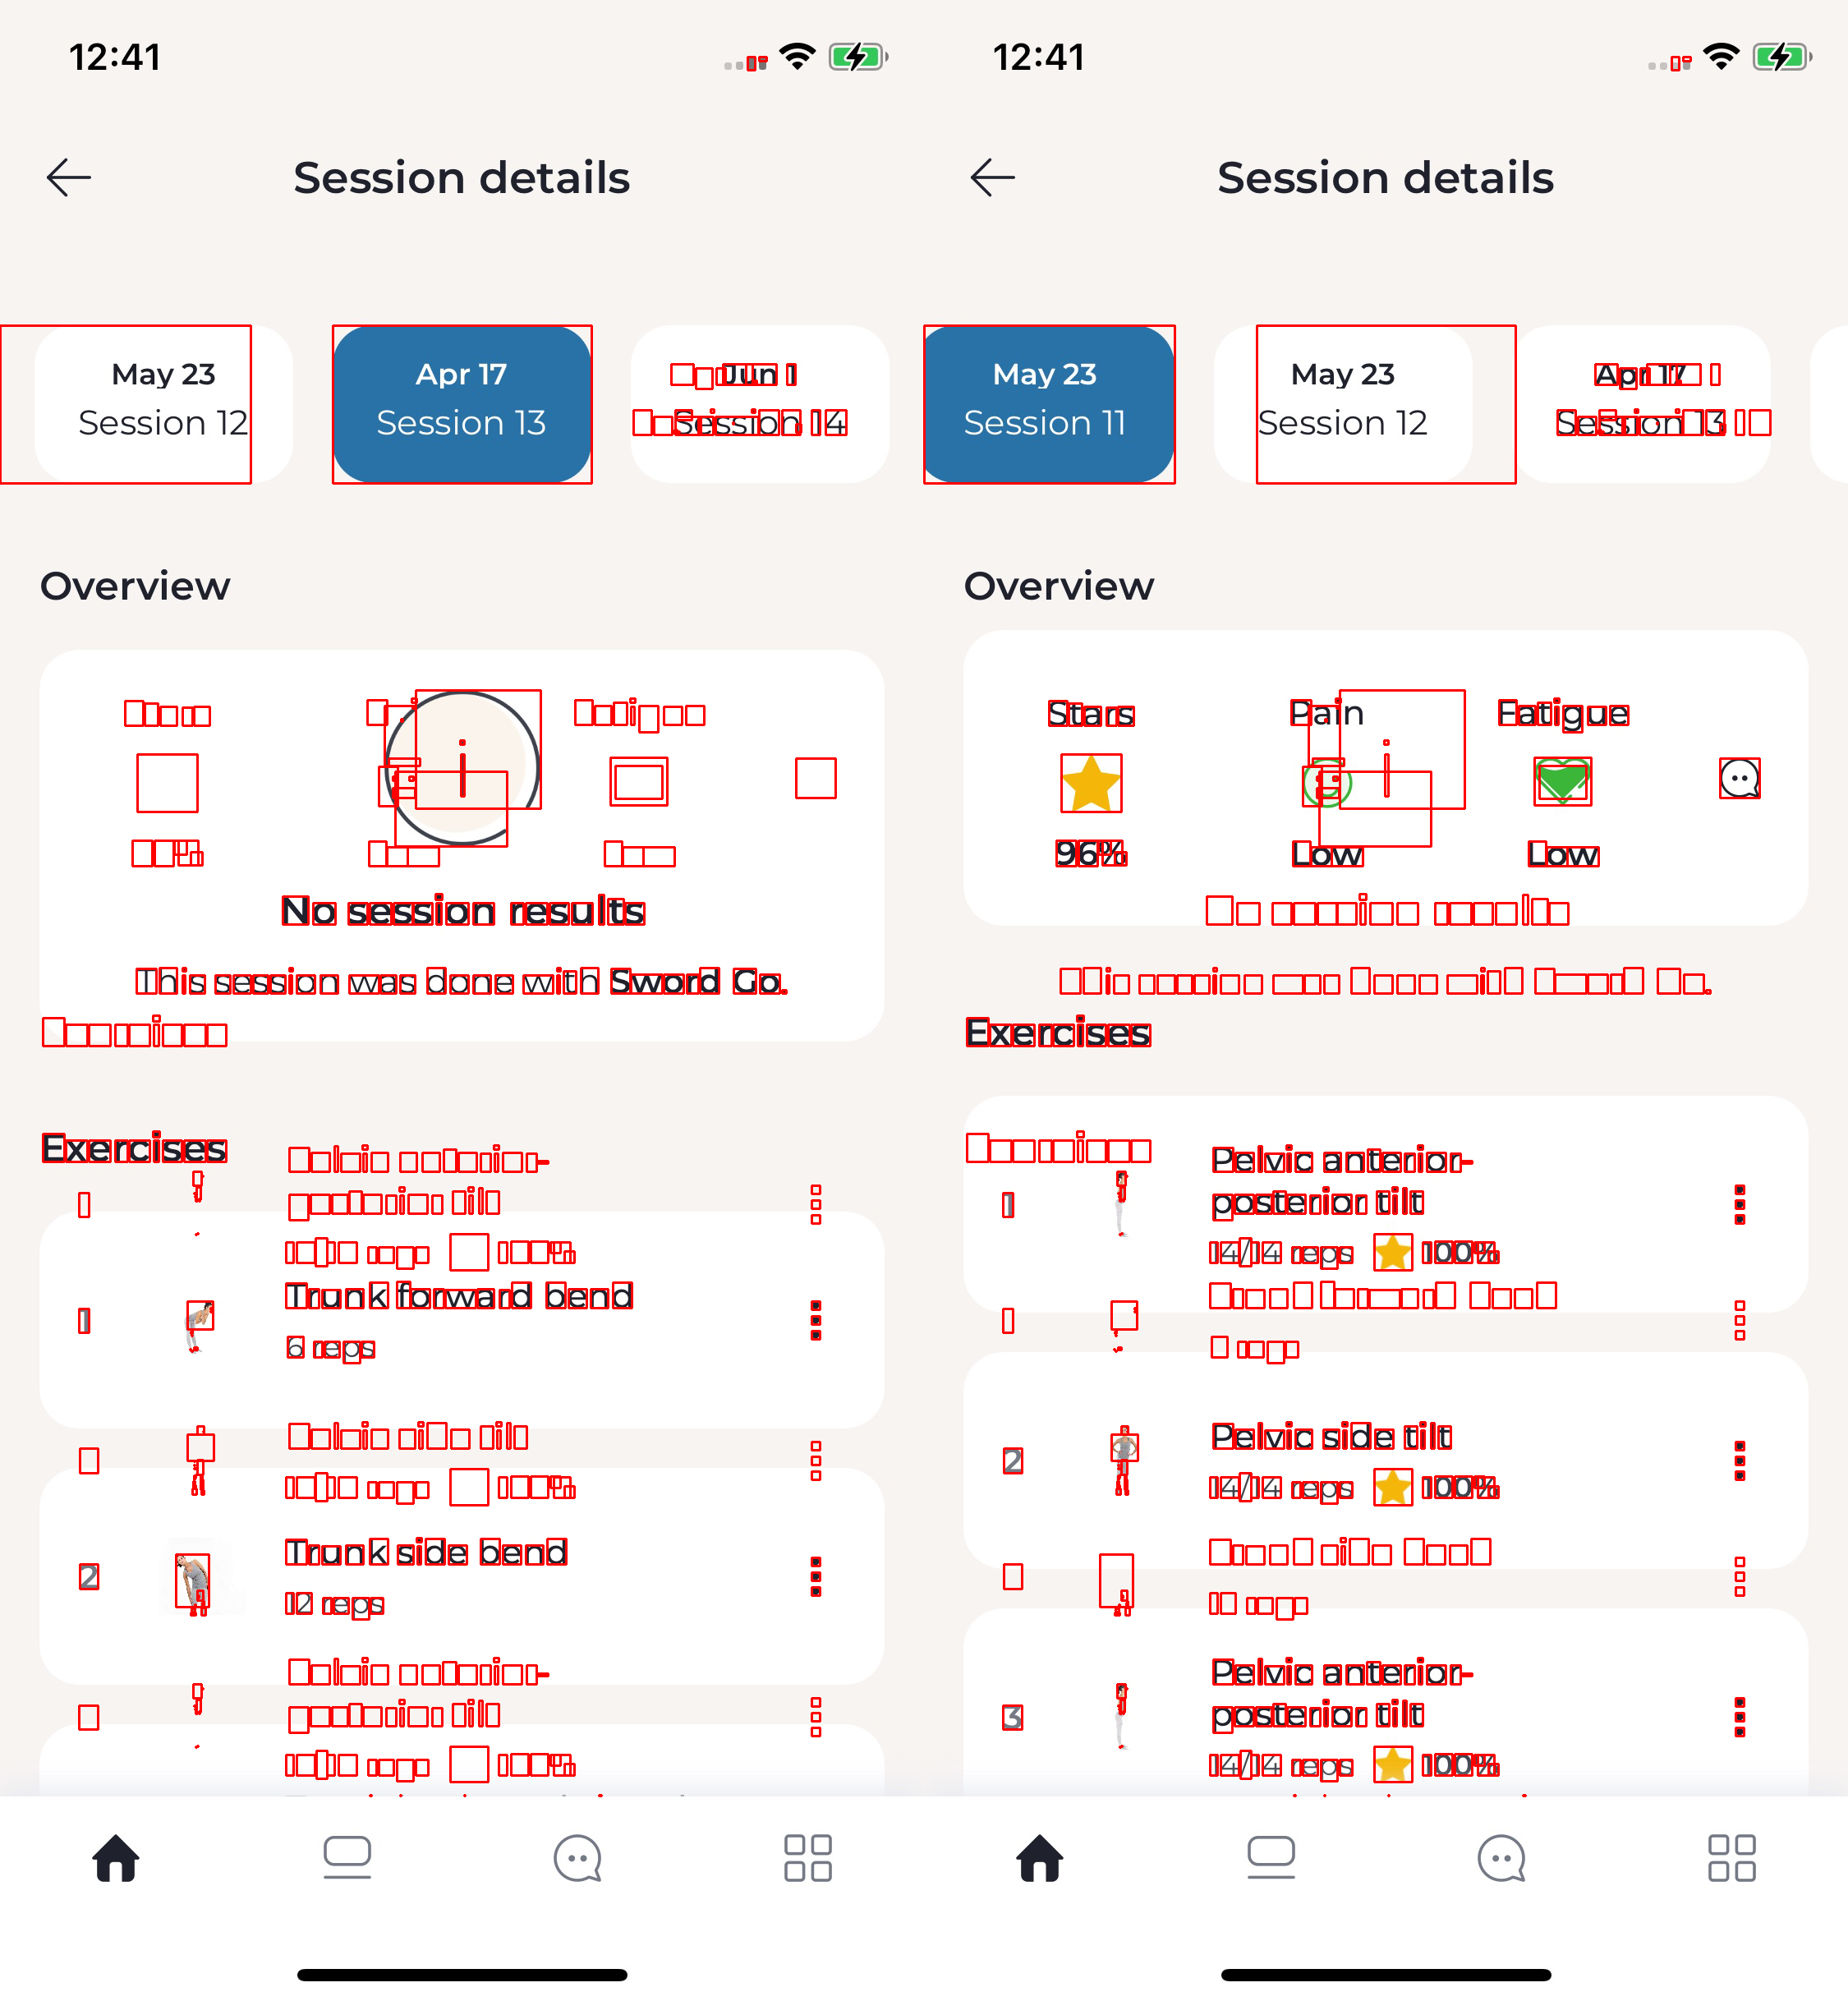 12:41
Session details
May 23
Session 12
Apr 17
Session 13
Jun 1
Session 14
Overview
No session results
This session was done with Sword Go.
Exercises
1
Trunk forward bend
6 reps
2
Trunk side bend
12 reps
12:41
Session details
May 23
Session 11
May 23
Session 12
Apr 17
Session 13
Overview
Stars
Pain
Fatigue
96%
Low
Low
Exercises
1
Pelvic anterior-
posterior tilt
14/14 reps 100%
2
Pelvic side tilt
14/14 reps 100%
3
Pelvic anterior-
posterior tilt
14/14 reps 100%